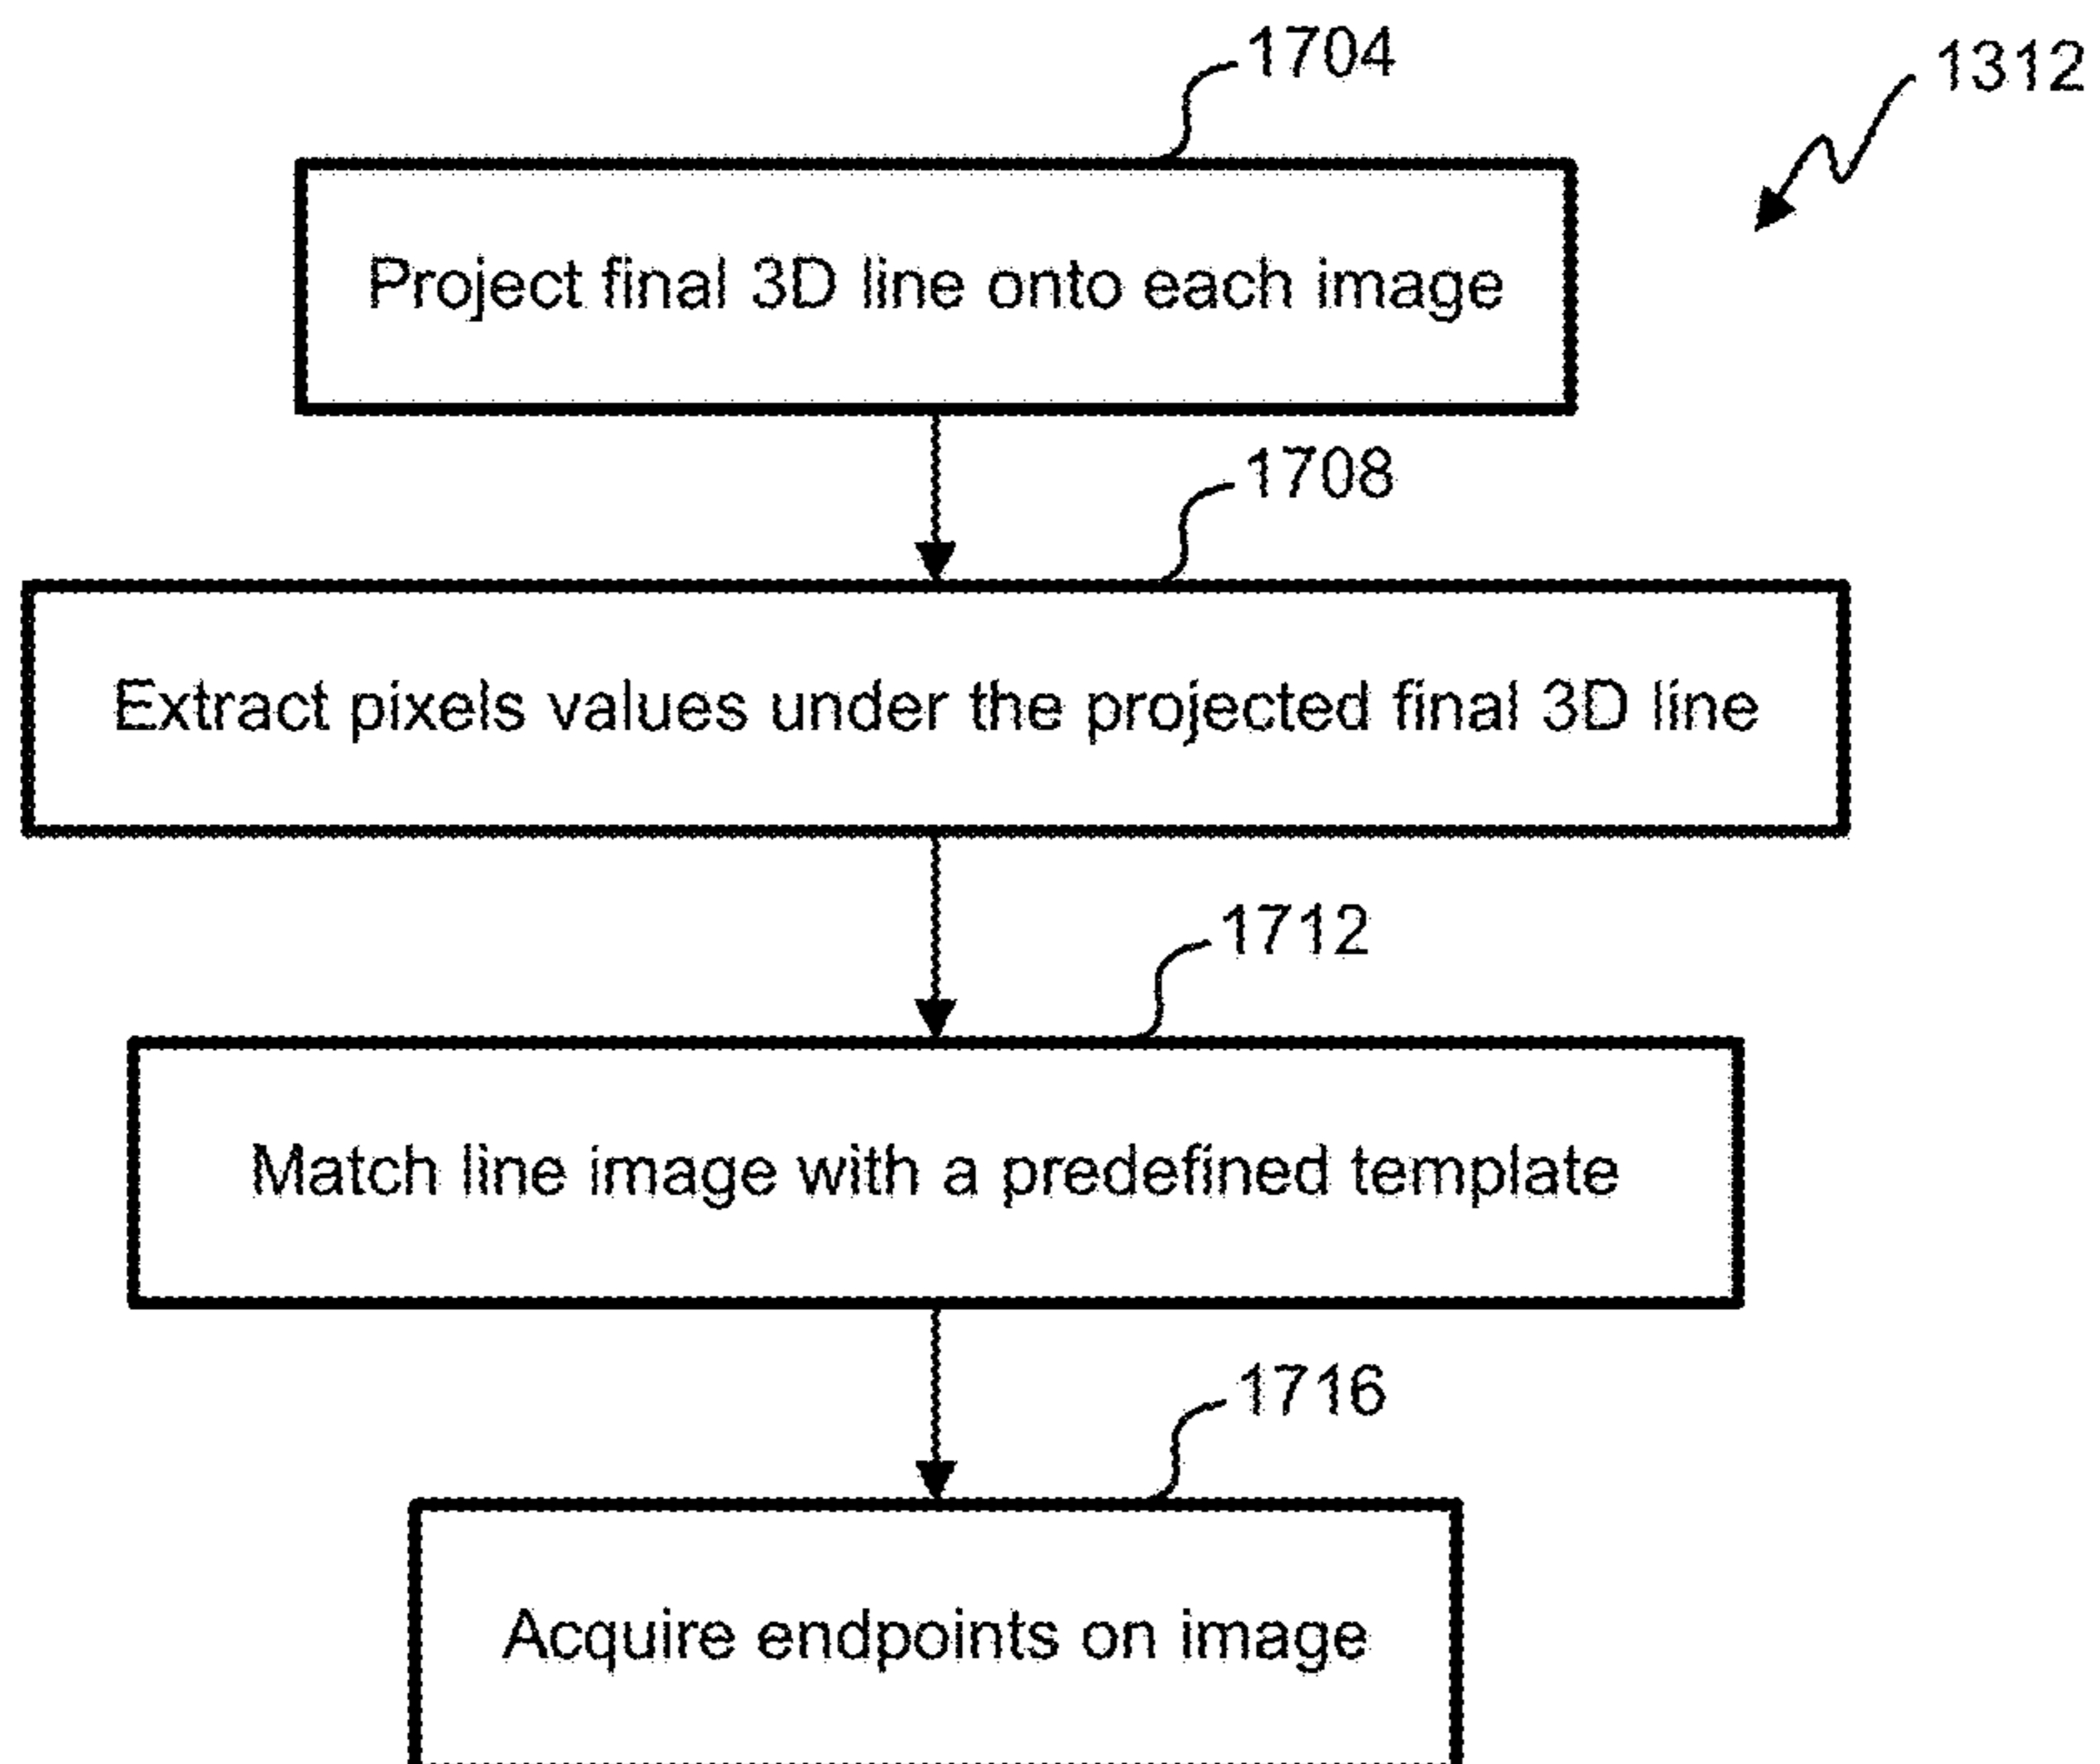 1704
1312
Project final 3D line onto each image
1708
Extract pixels values under the projected final 3D line
1712
Match line image with a predefined template
1716
Acquire endpoints on image